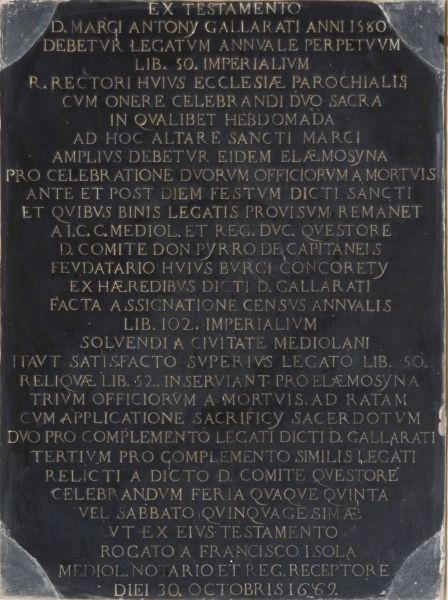 EX TESTAMENTO
D. MARCI ANTONY GALLARATI ANNI 1580
DEBETVR LEGATVM ANNVALE PERPETVVM
LIB. 50. IMPERIALIVM
R. RECTORI HVIVS ECCLESIÆ PAROCHIALIS
CVM ONERE CELEBRANDI DVO SACRA
IN QVALIBET HEBDOMADA
AD HOC ALTARE SANCTI MARCI
AMPLIVS DEBETVR EIDEM ELÆMOSYNA
PRO CELEBRATIONE DVORVM OFFICIORVM A MORTVIS
ANTE ET POST DIEM FESTVM DICTI SANCTI
ET QVIBVS BINIS LEGATIS PROVISVM REMANET
A I. C. C. MEDIOL. ET REG. DVC. QVESTORE
D. COMITE DON PYRRO DE CAPITANEIS
FEVDATARIO HVIVS BVRGI CONCORETY
EX HÆREDIBVS DICTI D. GALLARATI
FACTA ASSIGNATIONE CENSVS ANNVALIS
LIB. 102. IMPERIALIVM
SOLVENDI A CIVITATE MEDIOLANI
ITAVT SATISFACTO SVPERIVS LEGATO LIB. 50.
RELIQVÆ LIB. 52. INSERVIANT PRO ELÆMOSYNA
TRIVM OFFICIORVM A MORTVIS. AD RATAM
CVM APPLICATIONE SACRIFICY SACERDOTVM
DVO PRO COMPLEMENTO LEGATI DICTI D. GALLARATI
TERTIVM PRO COMPLEMENTO SIMILIS LEGATI
RELICTI A DICTO D. COMITE QVESTORE
CELEBRANDVM FERIA QVAQVE QVINTA
VEL SABBATO QVINQVAGESIMÆ
VT EX EIVS TESTAMENTO
ROGATO A FRANCISCO ISOLA
MEDIOL. NOTARIO ET REG. RECEPTORE
DIEI 30. OCTOBRIS 1669.